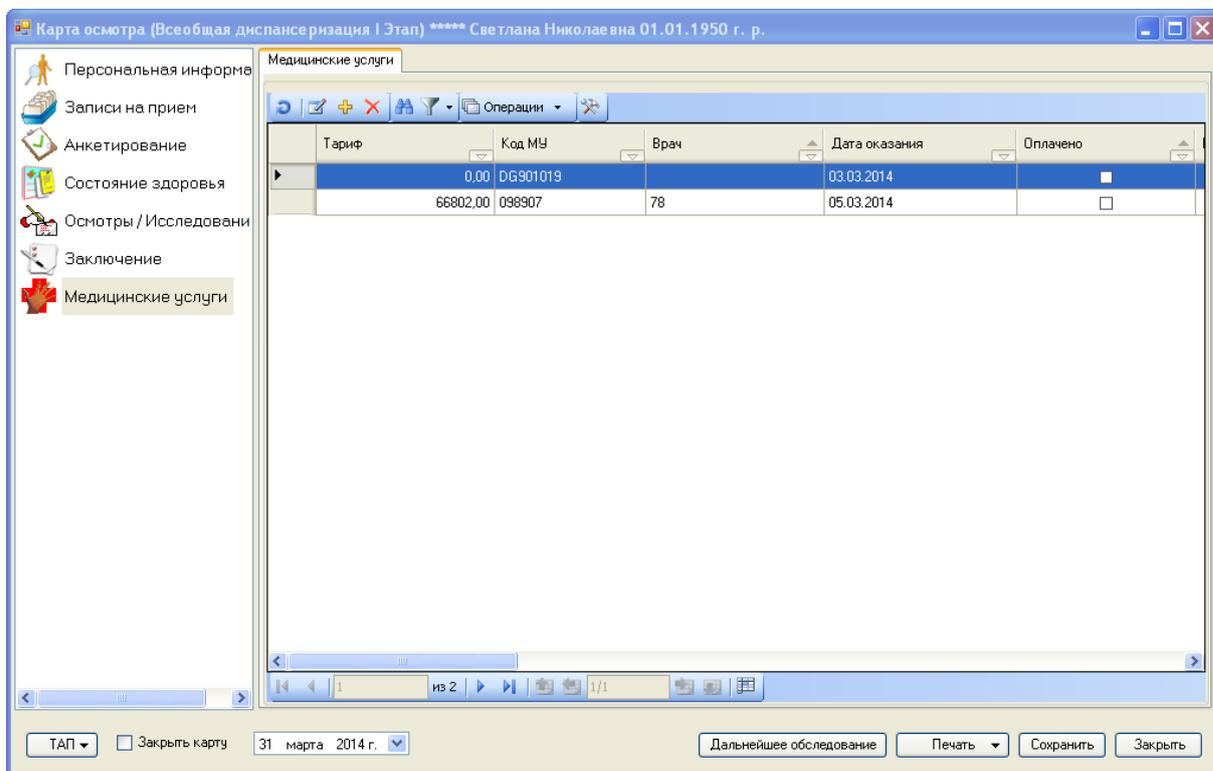 Карта осмотра (Всеобщая диспансеризация I Этап) ***** Светлана Николаевна 01.01.1950 г. р.
Персональная информа
Записи на прием
Анкетирование
Состояние здоровья
Осмотры / Исследовани
Заключение
Медицинские услуги
Медицинские услуги
Операции
Тариф Код МУ Врач Дата оказания Оплачено
0,00 DG901019 03.03.2014
66802,00 098907 78 05.03.2014
1 из 2 1/1
ТАП Закрыть карту 31 марта 2014 г. Дальнейшее обследование Печать Сохранить Закрыть